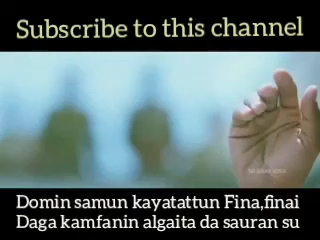 Subscribe to this channel
Domin samun kayatattun Fina,finai
Daga kamfanin algaita da sauran su